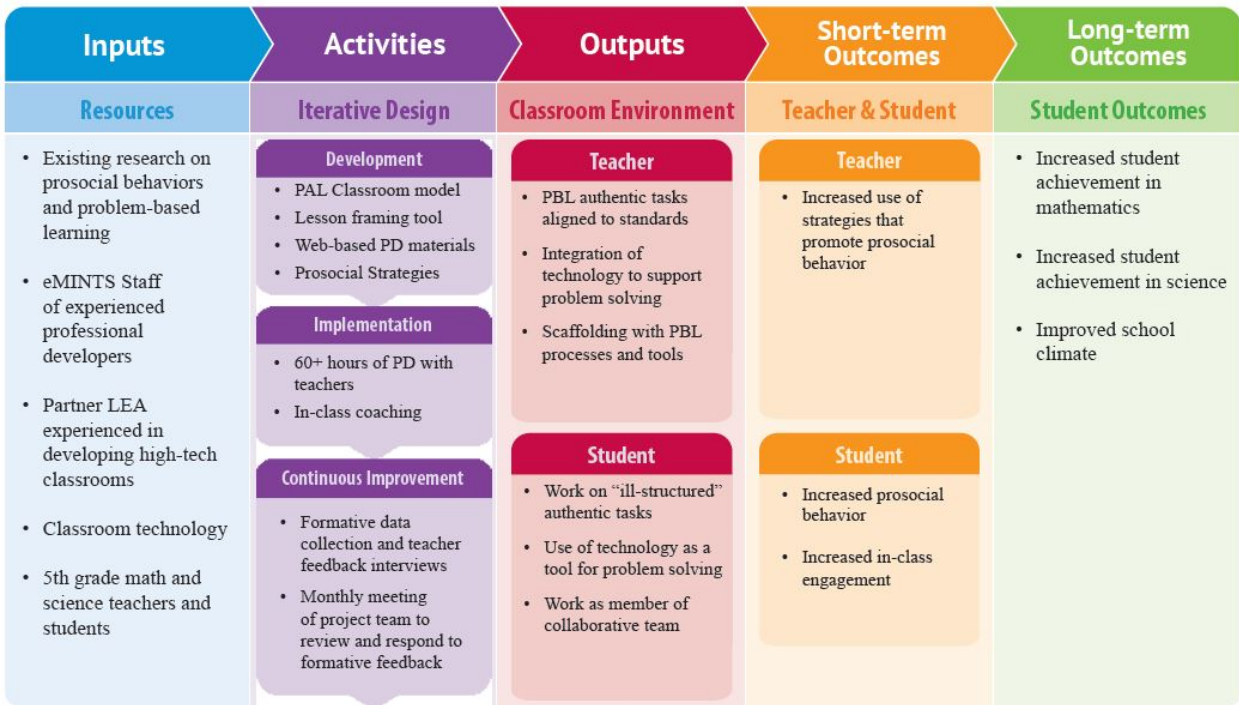 Inputs
Activities
Outputs
Short-term
Outcomes
Long-term
Outcomes
Resources
Iterative Design
Classroom Environment
Teacher & Student
Student Outcomes
• Existing research on
prosocial behaviors
and problem-based
learning
• eMINTS Staff
of experienced
professional
developers
• Partner LEA
experienced in
developing high-tech
classrooms
• Classroom technology
• 5th grade math and
science teachers and
students
Development
• PAL Classroom model
• Lesson framing tool
• Web-based PD materials
• Prosocial Strategies
Implementation
• 60+ hours of PD with
teachers
• In-class coaching
Continuous Improvement
• Formative data
collection and teacher
feedback interviews
• Monthly meeting
of project team to
review and respond to
formative feedback
Teacher
• PBL authentic tasks
aligned to standards
• Integration of
technology to support
problem solving
• Scaffolding with PBL
processes and tools
Student
• Work on “ill-structured”
authentic tasks
• Use of technology as a
tool for problem solving
• Work as member of
collaborative team
Teacher
• Increased use of
strategies that
promote prosocial
behavior
Student
• Increased prosocial
behavior
• Increased in-class
engagement
• Increased student
achievement in
mathematics
• Increased student
achievement in science
• Improved school
climate